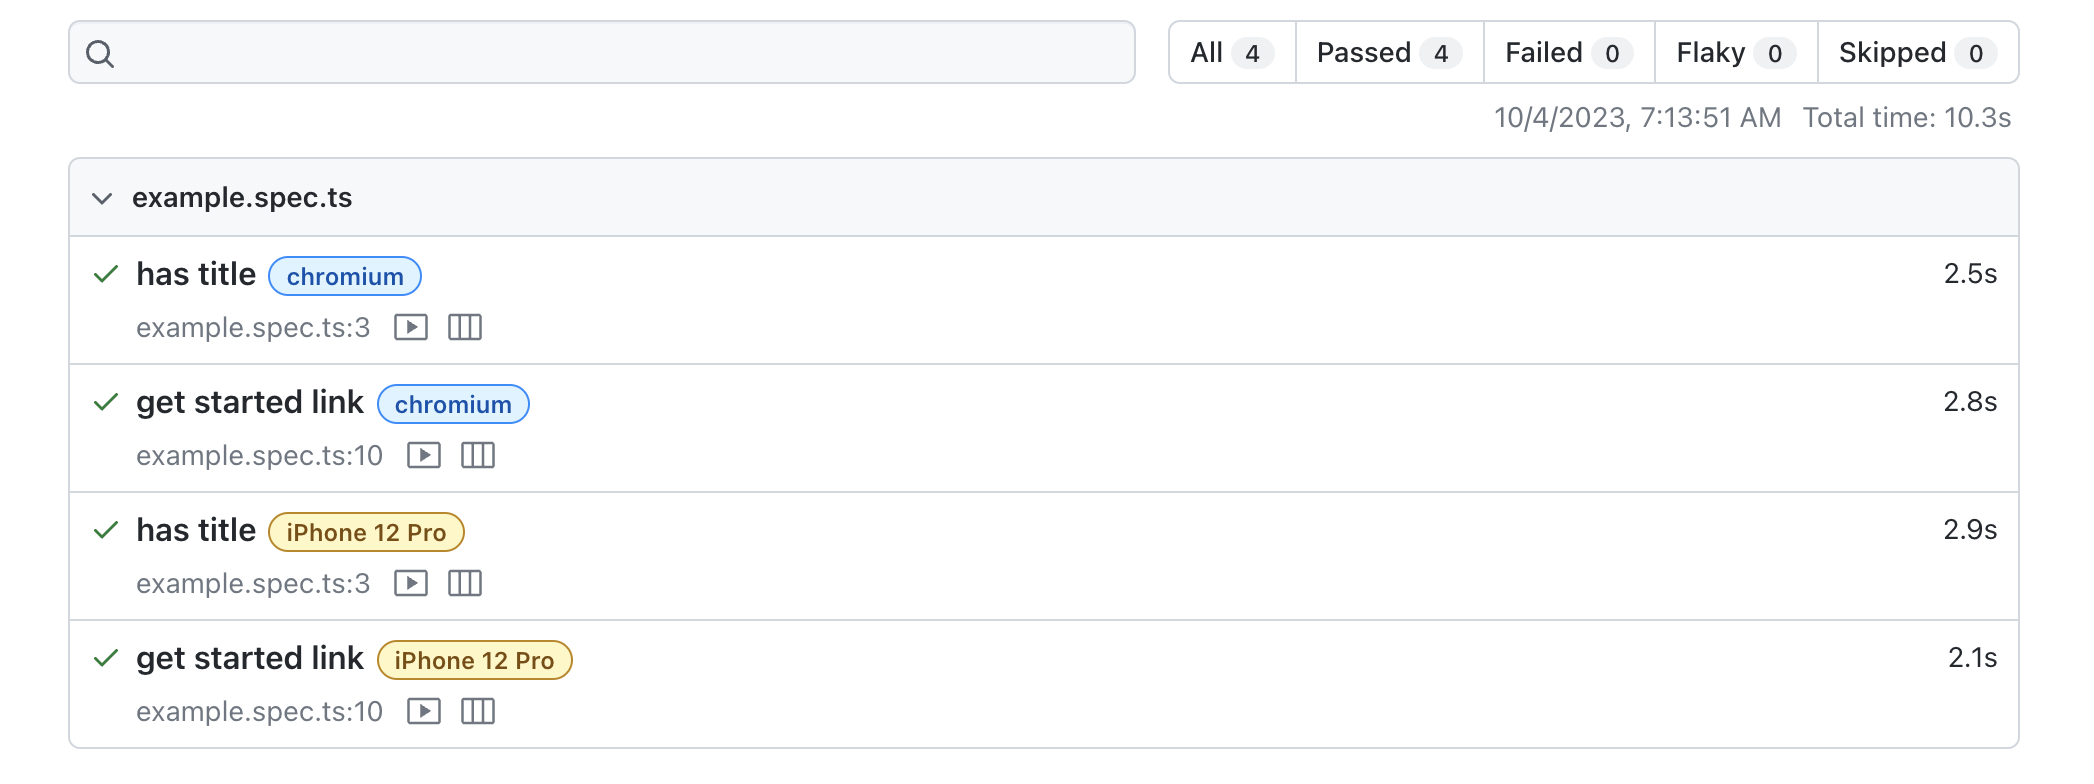 All 4 Passed 4 Failed 0 Flaky 0 Skipped 0
10/4/2023, 7:13:51 AM Total time: 10.3s
example.spec.ts
has title chromium 2.5s
example.spec.ts:3
get started link chromium 2.8s
example.spec.ts:10
has title iPhone 12 Pro 2.9s
example.spec.ts:3
get started link iPhone 12 Pro 2.1s
example.spec.ts:10